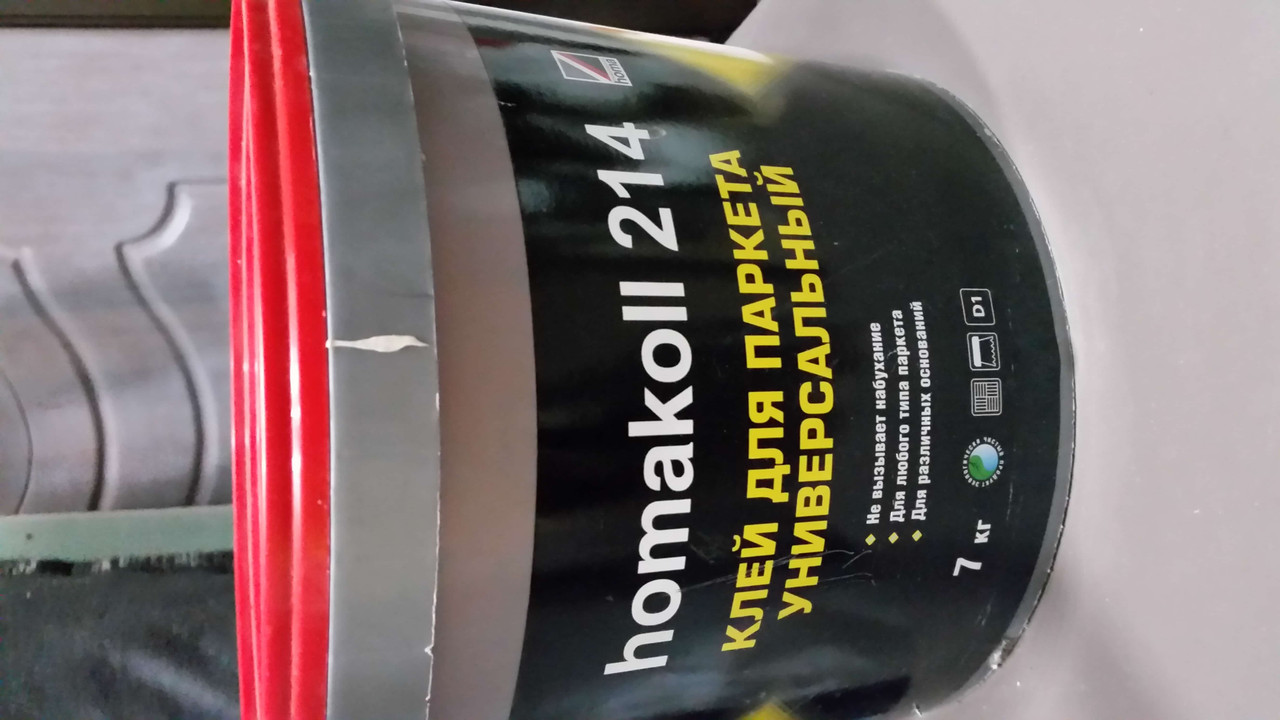 homa
homakoll 214
КЛЕЙ ДЛЯ ПАРКЕТА
УНИВЕРСАЛЬНЫЙ
Не вызывает набухание
Для любого типа паркета
Для различных оснований
7 кг
D1